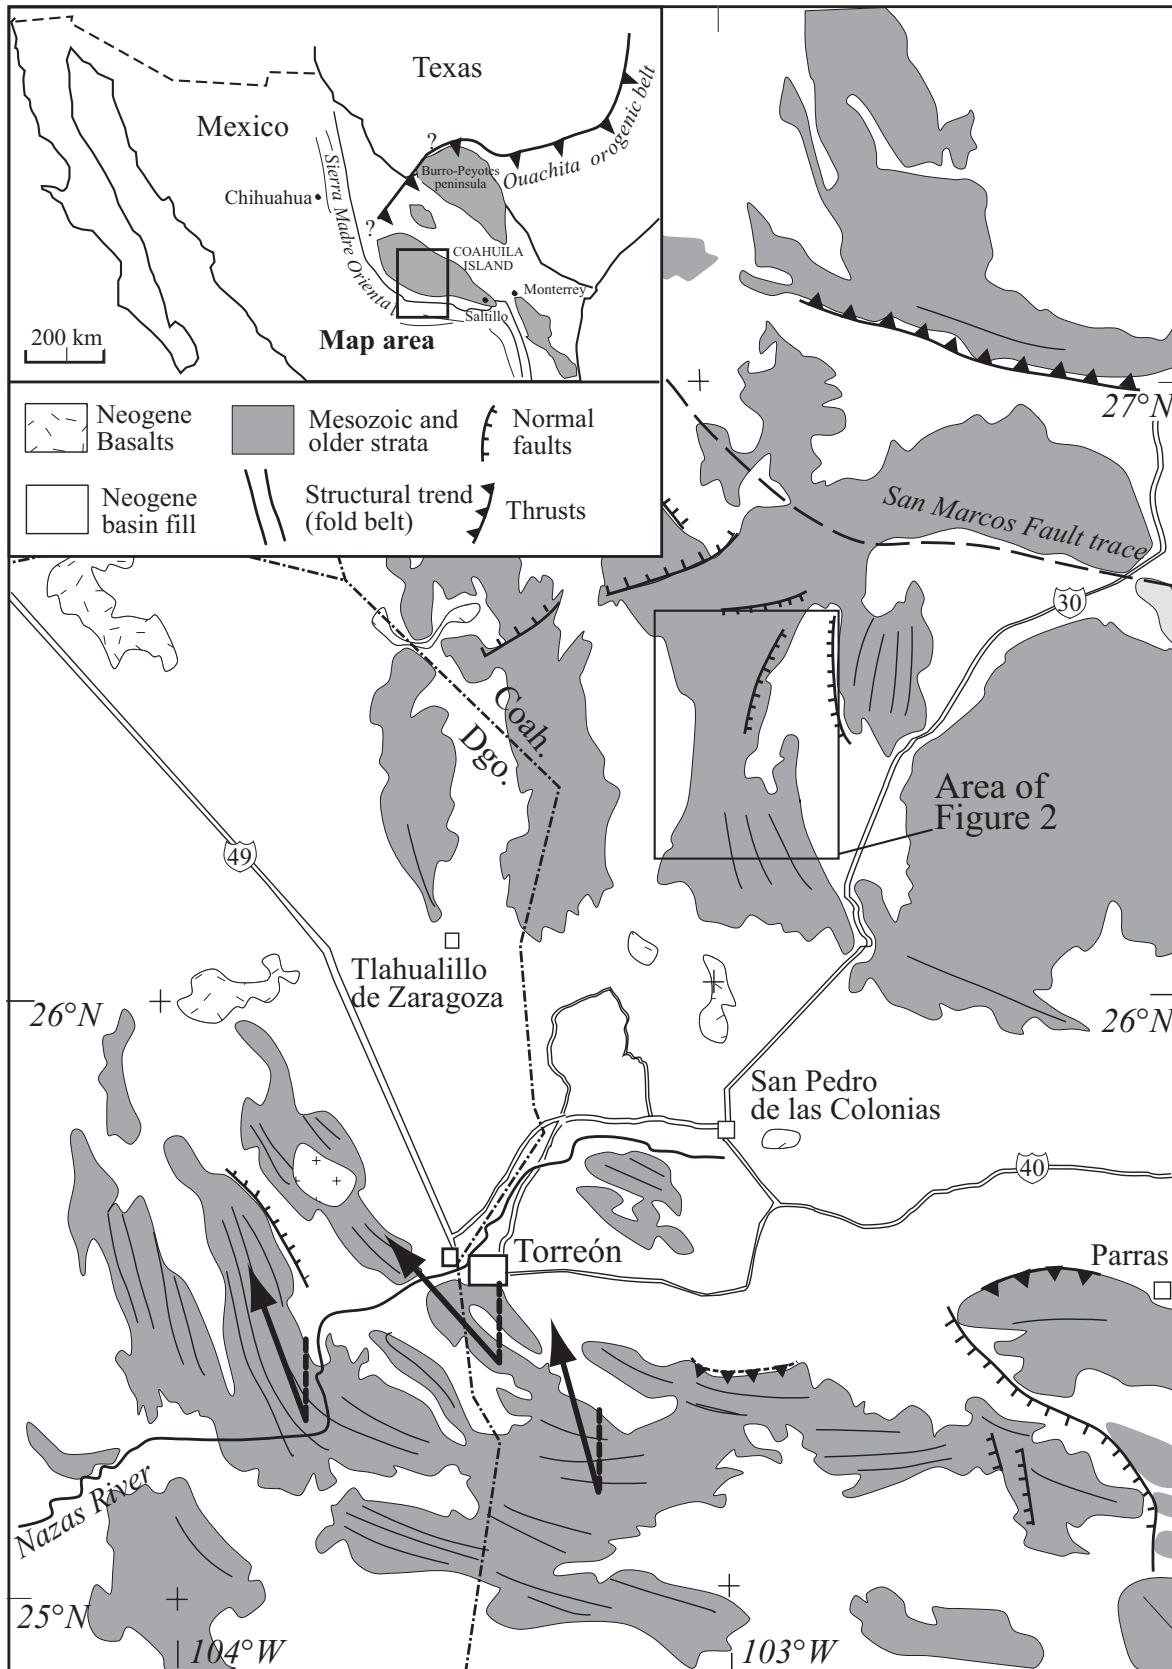 Texas
Mexico
Ouachita orogenic belt
?
Burro-Peyotes
peninsula
Chihuahua
Sierra Madre Oriental
?
COAHUILA
ISLAND
Monterrey
Saltillo
200 km
Map area
Neogene
Basalts
Mesozoic and
older strata
Normal
faults
Neogene
basin fill
Structural trend
(fold belt)
Thrusts
27°N
San Marcos Fault trace
30
Coah.
Dgo.
Area of
Figure 2
49
Tlahualillo
de Zaragoza
26°N
26°N
San Pedro
de las Colonias
40
Torreón
Parras
Nazas River
25°N
104°W
103°W